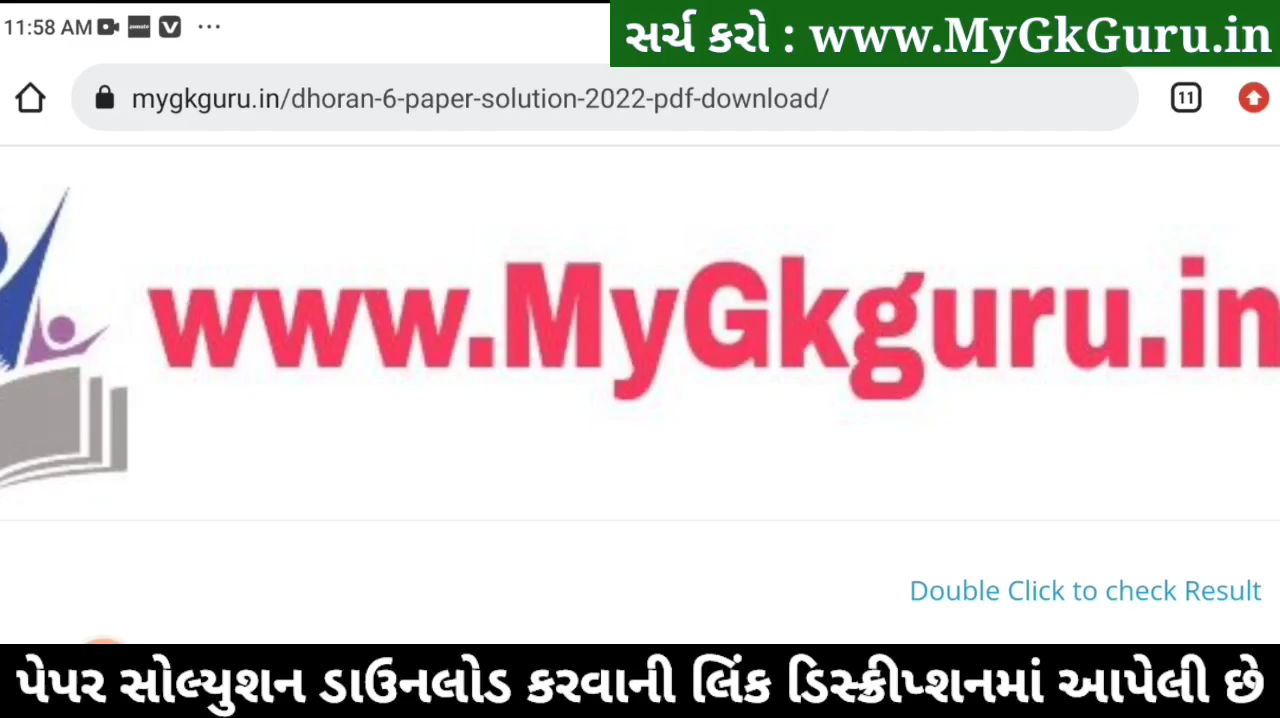 11:58 AM
સર્ચ કરો : www.MyGkGuru.in
mygkguru.in/dhoran-6-paper-solution-2022-pdf-download/
11
www.MyGkguru.in
Double Click to check Result
પેપર સોલ્યુશન ડાઉનલોડ કરવાની લિંક ડિસ્ક્રીપ્શનમાં આપેલી છે